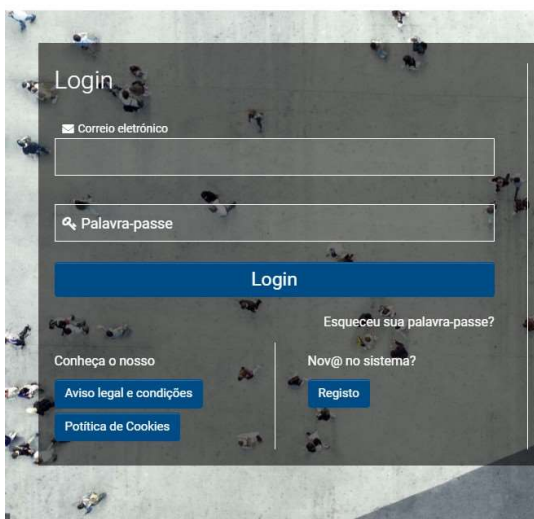 Login
Correio eletrónico
Palavra-passe
Login
Esqueceu sua palavra-passe?
Conheça o nosso
Aviso legal e condições
Potítica de Cookies
Nov@ no sistema?
Registo